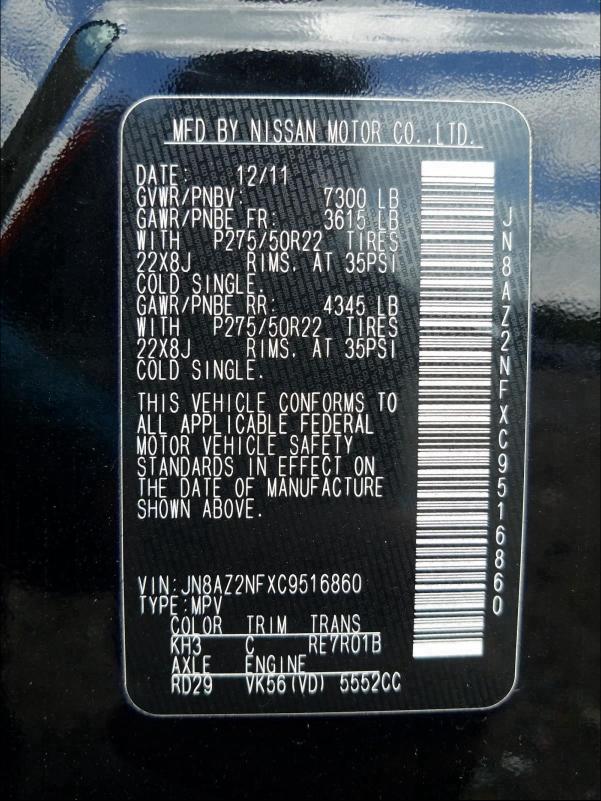 MFD BY NISSAN MOTOR CO.,LTD.
DATE: 12/11
GVWR/PNBV: 7300 LB
GAWR/PNBE FR: 3615 LB
WITH P275/50R22 TIRES
22X8J RIMS. AT 35PSI
COLD SINGLE.
GAWR/PNBE RR: 4345 LB
WITH P275/50R22 TIRES
22X8J RIMS. AT 35PSI
COLD SINGLE.
THIS VEHICLE CONFORMS TO
ALL APPLICABLE FEDERAL
MOTOR VEHICLE SAFETY
STANDARDS IN EFFECT ON
THE DATE OF MANUFACTURE
SHOWN ABOVE.
VIN:JN8AZ2NFXC9516860
TYPE:MPV
COLOR TRIM TRANS
KH3 C RE7R01B
AXLE ENGINE
RD29 VK56(VD) 5552CC
JN8AZ2NFXC9516860